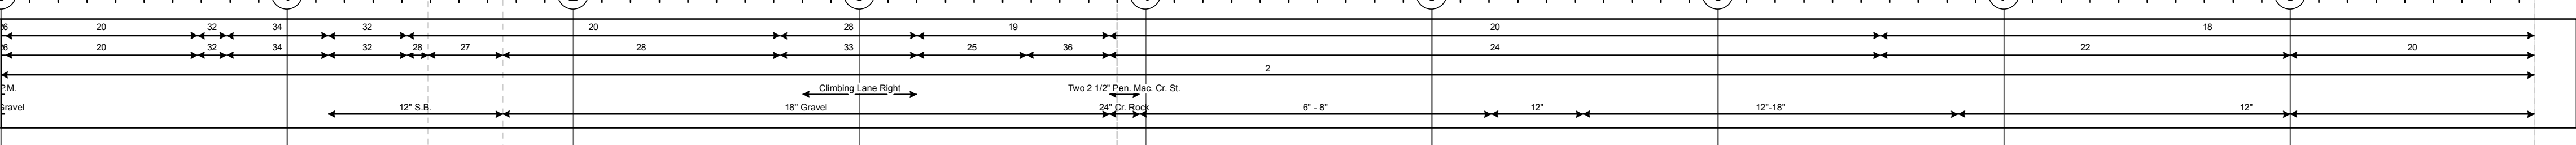 20 32 34 32 20 28 19 20 18
20 32 34 32 28 27 28 33 25 36 24 22 20
2
P.M. Climbing Lane Right Two 2 1/2" Pen. Mac. Cr. St.
Gravel 12" S.B. 18" Gravel 24" Cr. Rock 6" - 8" 12" 12"-18" 12"